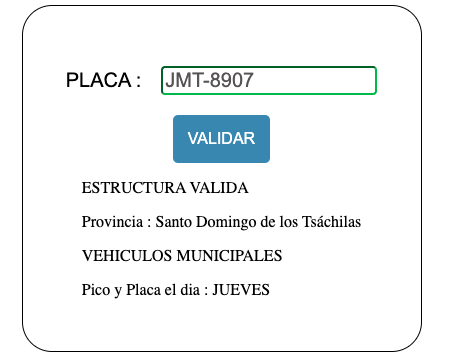 PLACA : JMT-8907
VALIDAR
ESTRUCTURA VALIDA
Provincia : Santo Domingo de los Tsáchilas
VEHICULOS MUNICIPALES
Pico y Placa el dia : JUEVES